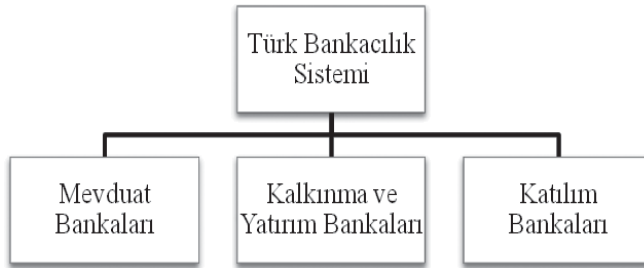 Türk Bankacılık
Sistemi
Mevduat
Bankaları
Kalkınma ve
Yatırım Bankaları
Katılım
Bankaları